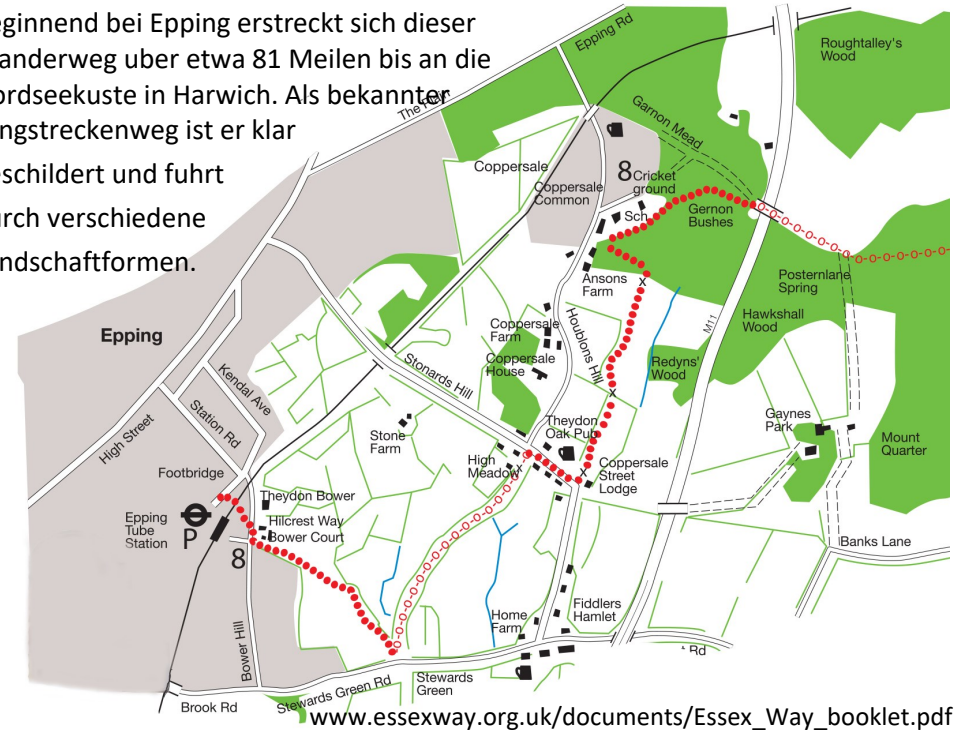 eginnend bei Epping erstreckt sich dieser
anderweg uber etwa 81 Meilen bis an die
ordseekuste in Harwich. Als bekannter
ngstreckenweg ist er klar
eschildert und fuhrt
urch verschiedene
ndschaftformen.
Epping Rd
Roughtalley's
Wood
The Plain
Garnon Mead
Coppersale
Coppersale
Common
8
Cricket
ground
Sch
Gernon
Bushes
Ansons
Farm
x
Posternlane
Spring
Hawkshall
Wood
M11
Epping
Coppersale
Farm
Houblons Hill
Coppersale
House
Redyns'
Wood
x
Stonards Hill
Kendal Ave
Station Rd
High Street
Stone
Farm
Theydon
Oak Pub
Gaynes
Park
Mount
Quarter
High
Meadow
x
x
Coppersale
Street
Lodge
Footbridge
Theydon Bower
Epping
Tube
Station
P
Hilcrest Way
Bower Court
8
Banks Lane
Home
Farm
Fiddlers
Hamlet
Bower Hill
Rd
Stewards
Green
Stewards Green Rd
Brook Rd
www.essexway.org.uk/documents/Essex_Way_booklet.pdf